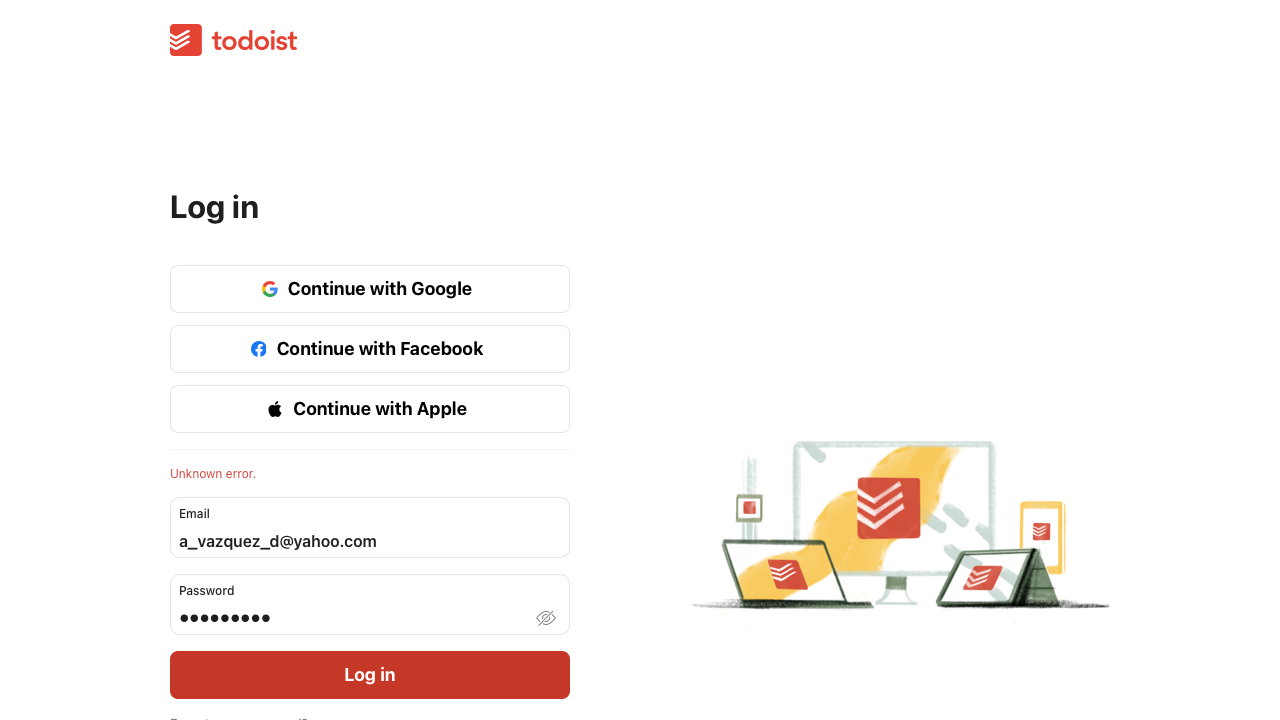 todoist
Log in
Continue with Google
Continue with Facebook
Continue with Apple
Unknown error.
Email
a_vazquez_d@yahoo.com
Password
●●●●●●●●●
Log in